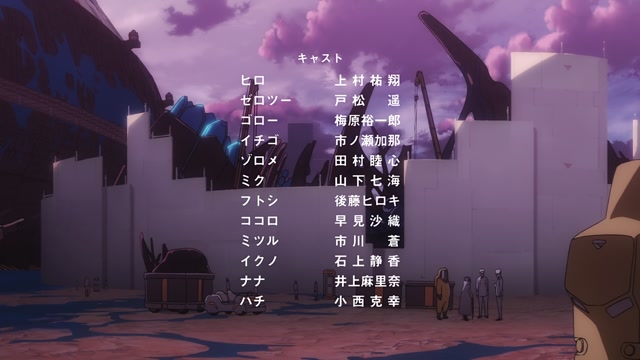 キャスト
ヒロ 上村祐翔
ゼロツー 戸松 遥
ゴロー 梅原裕一郎
イチゴ 市ノ瀬加那
ゾロメ 田村睦心
ミク 山下七海
フトシ 後藤ヒロキ
ココロ 早見沙織
ミツル 市川 蒼
イクノ 石上静香
ナナ 井上麻里奈
ハチ 小西克幸